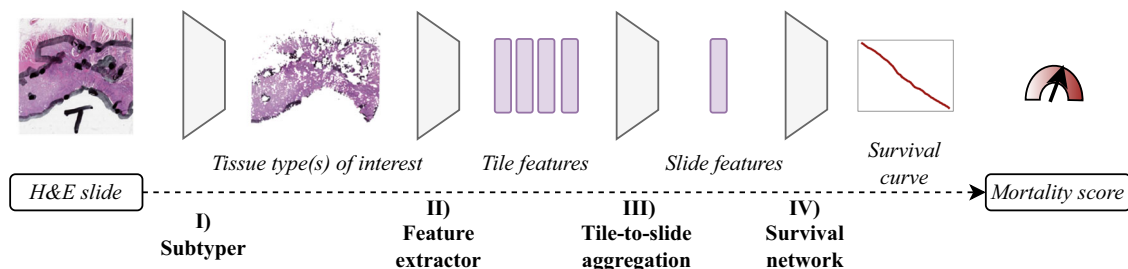 T
Tissue type(s) of interest
Tile features
Slide features
Survival
curve
H&E slide
Mortality score
I)
Subtyper
II)
Feature
extractor
III)
Tile-to-slide
aggregation
IV)
Survival
network